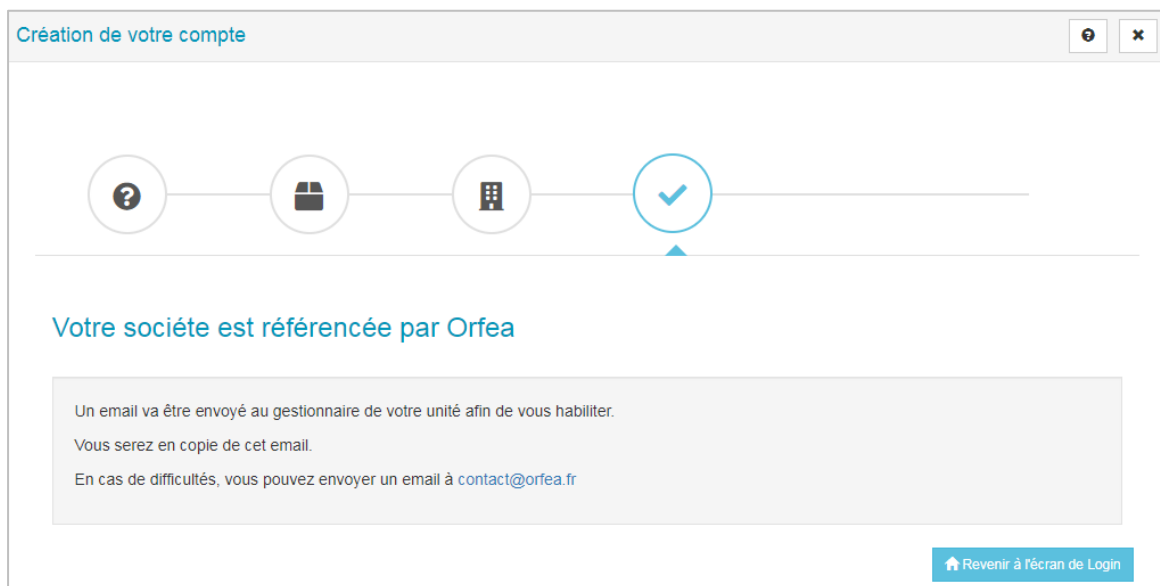 Création de votre compte
Votre sociéte est référencée par Orfea
Un email va être envoyé au gestionnaire de votre unité afin de vous habiliter.
Vous serez en copie de cet email.
En cas de difficultés, vous pouvez envoyer un email à contact@orfea.fr
Revenir à l'écran de Login